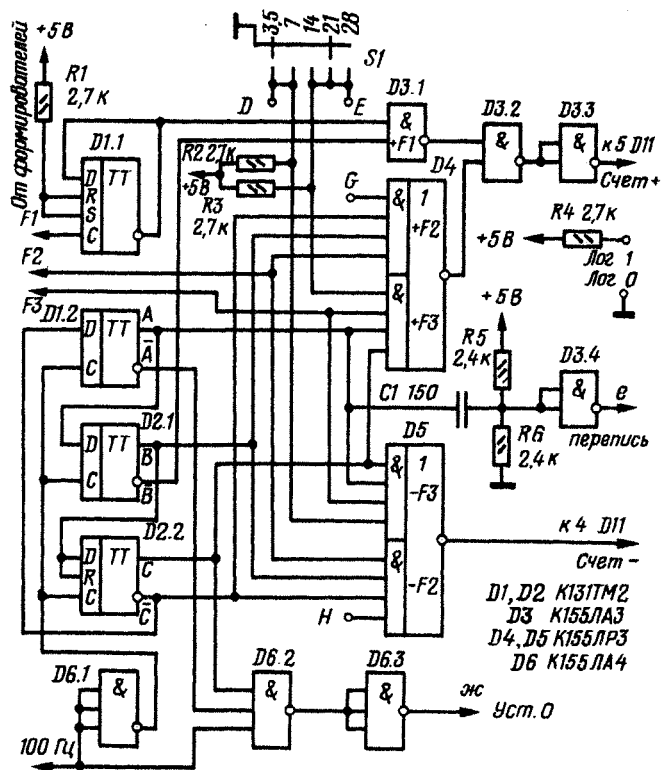 +5В
От формирователей
R1
2,7к
3,5
7
14
21
28
S1
D
E
D3.1
&
+F1
D3.2
&
D3.3
&
к 5 D11
Счет+
D1.1
D TT
R
S
C
F1
F2
F3
R2 2,7к
+5В
R3
2,7к
G
D4
& 1
+F2
&
+F3
R4 2,7к
+5В
Лог 1
Лог 0
D1.2
D TT
C
A
A̅
+5В
R5
2,4к
D3.4
&
е
перепись
C1 150
R6
2,4к
D2.1
D TT
C
B
B̅
D5
& 1
-F3
&
-F2
к 4 D11
Счет-
D2.2
D TT
R
C
C
C̅
H
D1, D2 К131ТМ2
D3 К155ЛА3
D4, D5 К155ЛР3
D6 К155ЛА4
D6.1
&
D6.2
&
D6.3
&
ж
Уст. 0
100 Гц